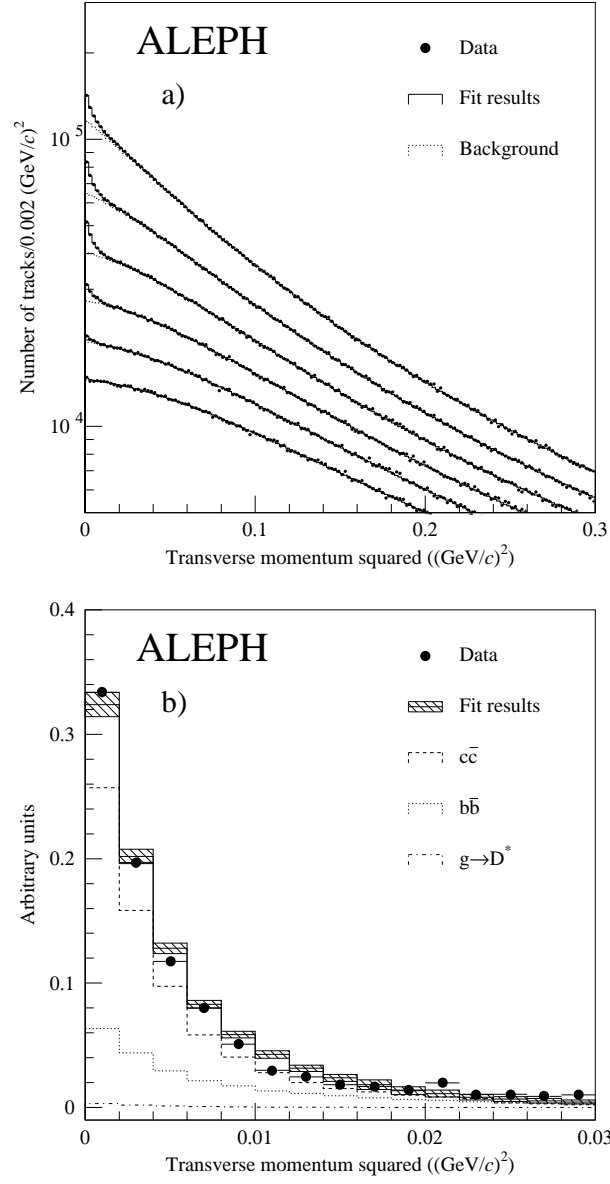 ALEPH
a)
Data
Fit results
Background
Number of tracks/0.002 (GeV/c)²
10⁵
10⁴
0 0.1 0.2 0.3
Transverse momentum squared ((GeV/c)²)
ALEPH
b)
Data
Fit results
cc̅
bb̅
g→D*
Arbitrary units
0.4
0.3
0.2
0.1
0
0 0.01 0.02 0.03
Transverse momentum squared ((GeV/c)²)